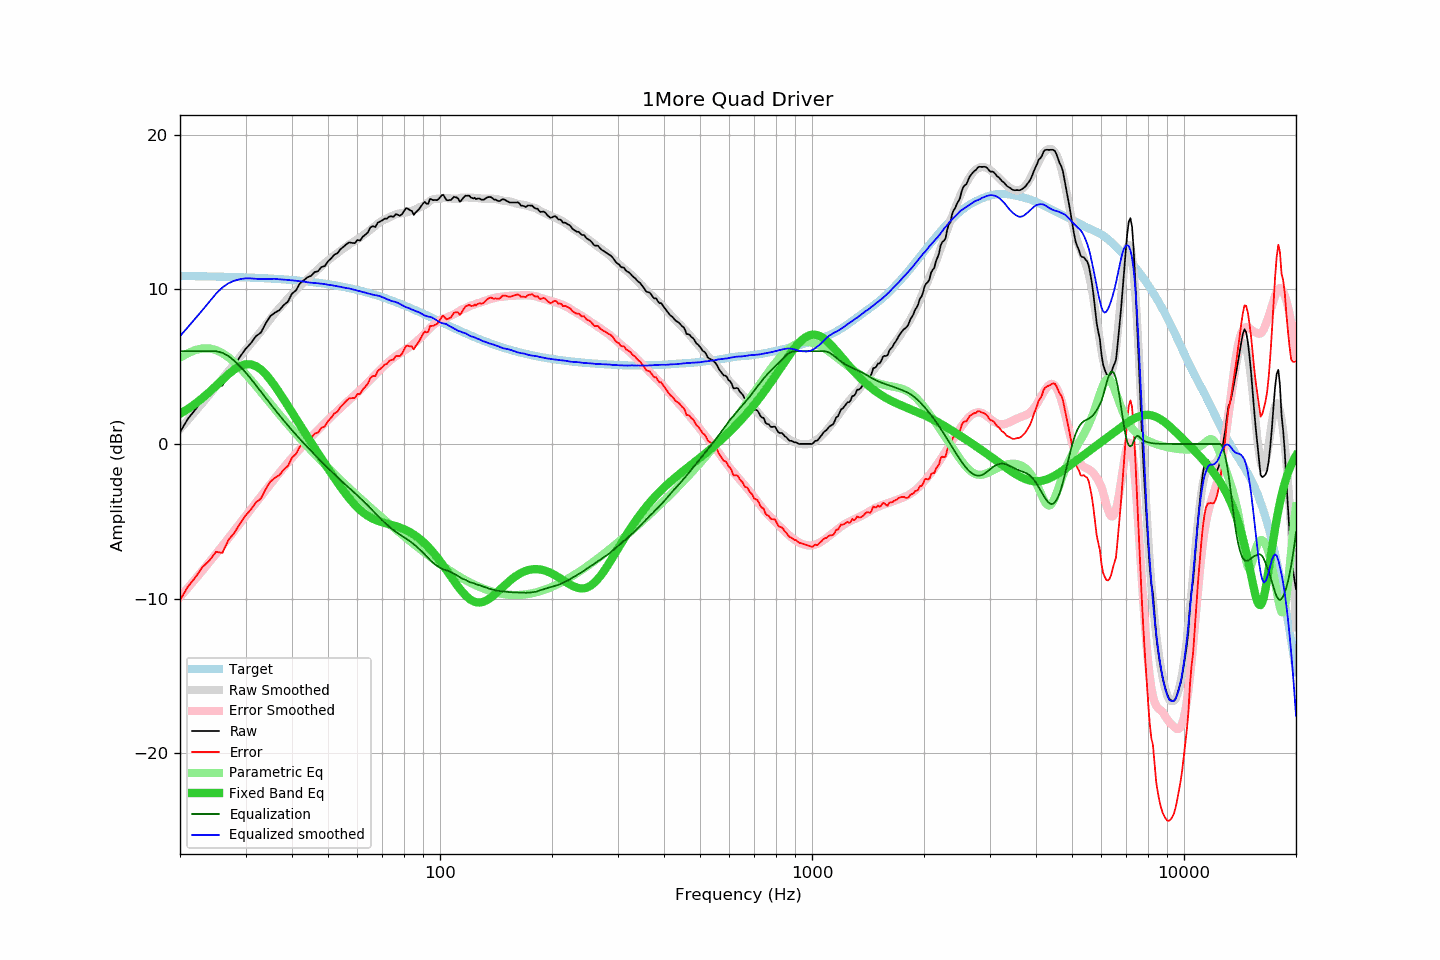 1More Quad Driver
20
10
0
−10
−20
Amplitude (dBr)
Target
Raw Smoothed
Error Smoothed
Raw
Error
Parametric Eq
Fixed Band Eq
Equalization
Equalized smoothed
100
1000
10000
Frequency (Hz)